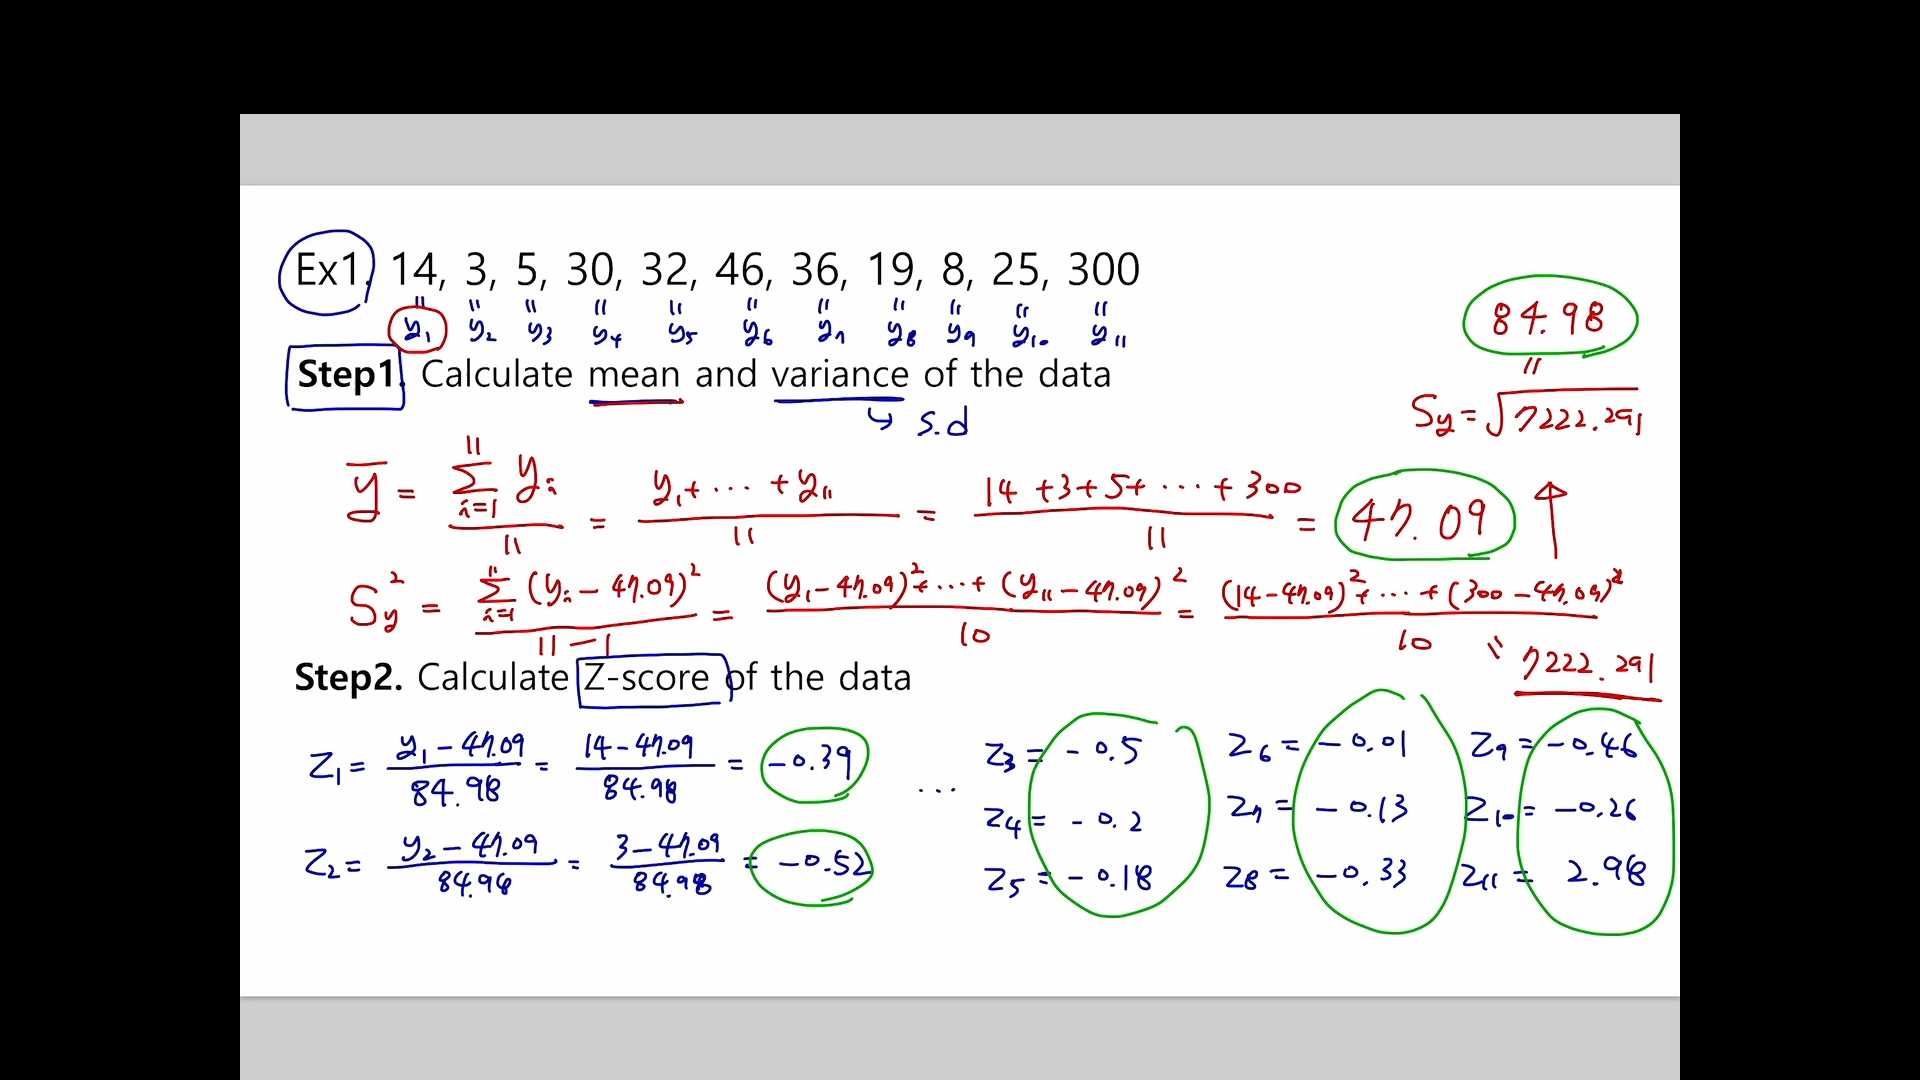 Ex1. 14, 3, 5, 30, 32, 46, 36, 19, 8, 25, 300
" " " " " " " " " " "
y₁ y₂ y₃ y₄ y₅ y₆ y₇ y₈ y₉ y₁₀ y₁₁
84.98
"
Sy = √7222.291
Step1. Calculate mean and variance of the data
↳ s.d
ȳ = Σ_{i=1}^{11} yᵢ / 11 = y₁ + ··· + y₁₁ / 11 = 14 + 3 + 5 + ··· + 300 / 11 = 47.09 ↑
Sy² = Σ_{i=1}^{11} (yᵢ − 47.09)² / 11 − 1 = (y₁ − 47.09)² + ··· + (y₁₁ − 47.09)² / 10 = (14 − 47.09)² + ··· + (300 − 47.09)² / 10
" 7222.291
Step2. Calculate Z-score of the data
Z₁ = y₁ − 47.09 / 84.98 = 14 − 47.09 / 84.98 = −0.39
Z₂ = y₂ − 47.09 / 84.98 = 3 − 47.09 / 84.98 = −0.52
···
Z₃ = −0.5
Z₄ = −0.2
Z₅ = −0.18
Z₆ = −0.01
Z₇ = −0.13
Z₈ = −0.33
Z₉ = −0.46
Z₁₀ = −0.26
Z₁₁ = 2.98